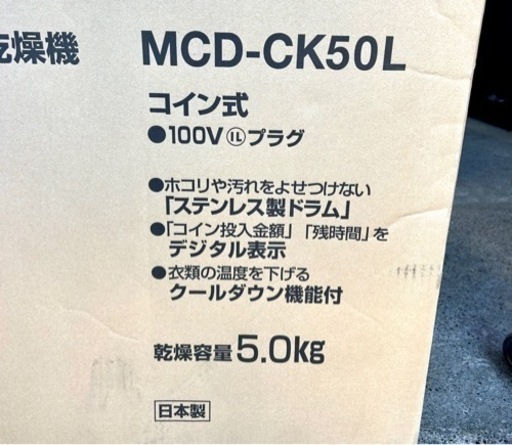 乾燥機 MCD-CK50L
コイン式
●100V Ⓛプラグ
●ホコリや汚れをよせつけない
「ステンレス製ドラム」
●「コイン投入金額」「残時間」を
デジタル表示
●衣類の温度を下げる
クールダウン機能付
乾燥容量5.0kg
日本製